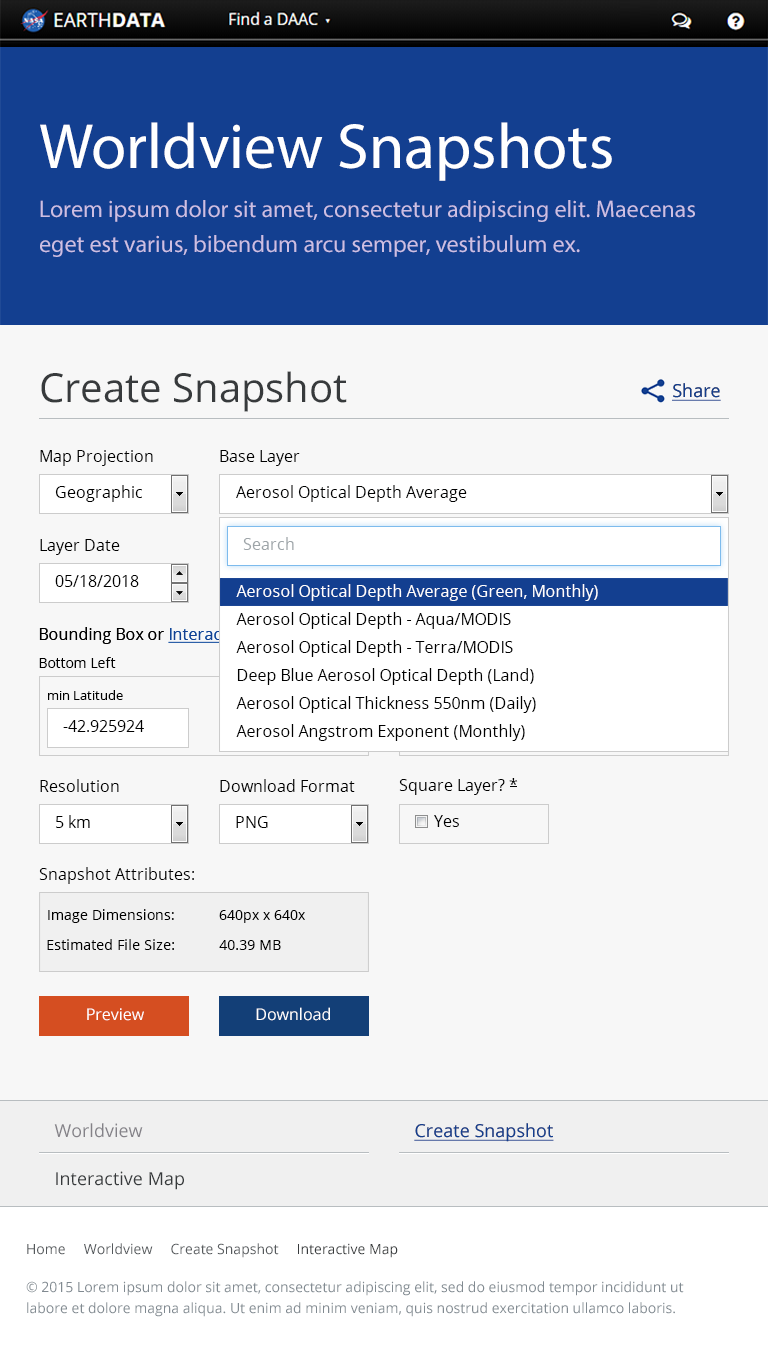 NASA EARTHDATA
Find a DAAC
Worldview Snapshots
Lorem ipsum dolor sit amet, consectetur adipiscing elit. Maecenas
eget est varius, bibendum arcu semper, vestibulum ex.
Create Snapshot
Share
Map Projection
Base Layer
Geographic
Aerosol Optical Depth Average
Search
Layer Date
05/18/2018
Aerosol Optical Depth Average (Green, Monthly)
Aerosol Optical Depth - Aqua/MODIS
Aerosol Optical Depth - Terra/MODIS
Deep Blue Aerosol Optical Depth (Land)
Aerosol Optical Thickness 550nm (Daily)
Aerosol Angstrom Exponent (Monthly)
Bounding Box or Interac
Bottom Left
min Latitude
-42.925924
Resolution
Download Format
Square Layer? *
5 km
PNG
Yes
Snapshot Attributes:
Image Dimensions: 640px x 640x
Estimated File Size: 40.39 MB
Preview
Download
Worldview
Create Snapshot
Interactive Map
Home Worldview Create Snapshot Interactive Map
© 2015 Lorem ipsum dolor sit amet, consectetur adipiscing elit, sed do eiusmod tempor incididunt ut
labore et dolore magna aliqua. Ut enim ad minim veniam, quis nostrud exercitation ullamco laboris.